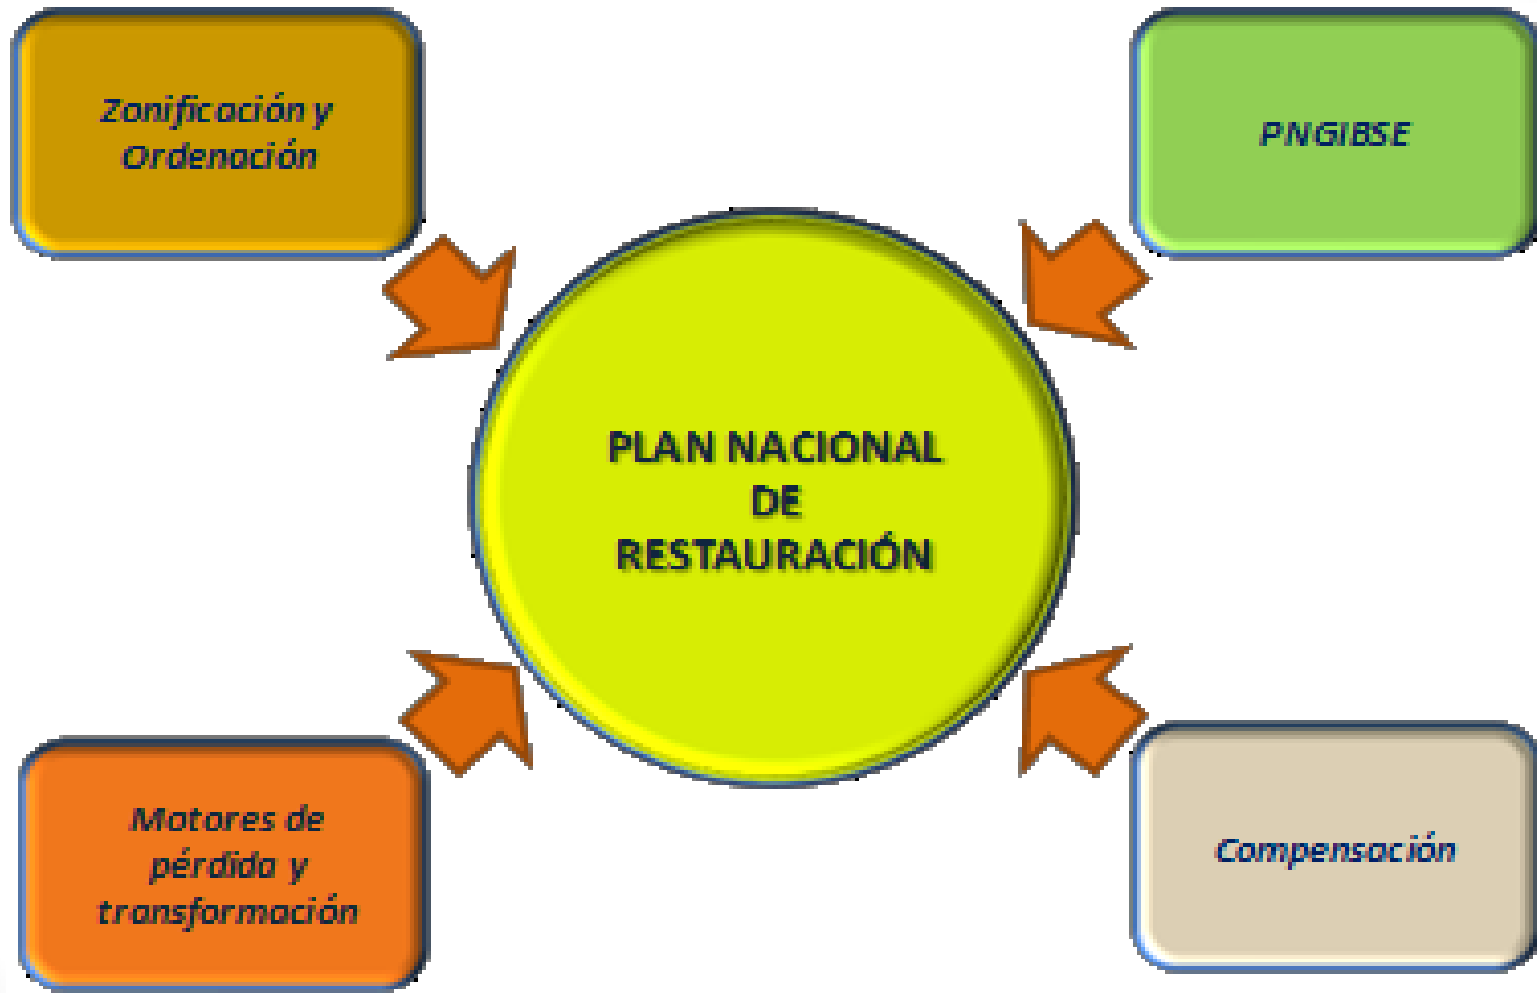 Zonificación y
Ordenación
PNGIBSE
PLAN NACIONAL
DE
RESTAURACIÓN
Motores de
pérdida y
transformación
Compensación